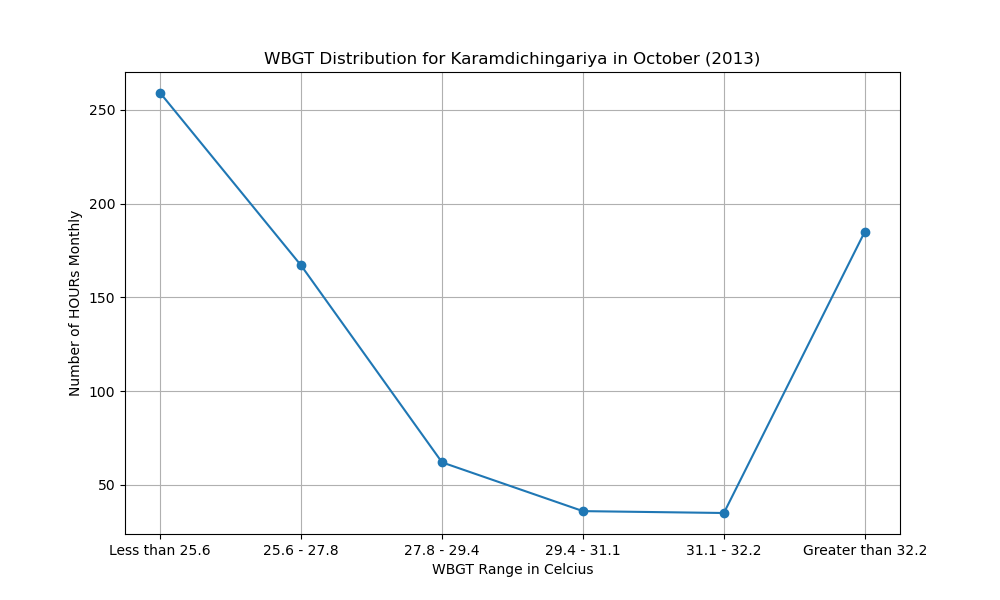 WBGT Distribution for Karamdichingariya in October (2013)
Number of HOURs Monthly
250
200
150
100
50
Less than 25.6
25.6 - 27.8
27.8 - 29.4
29.4 - 31.1
31.1 - 32.2
Greater than 32.2
WBGT Range in Celcius